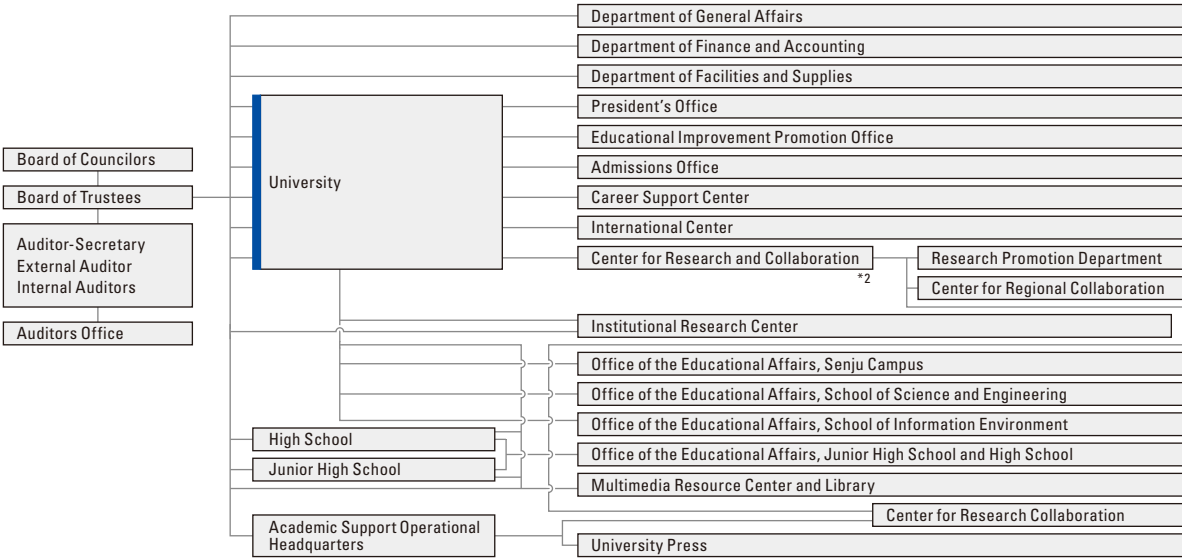 Department of General Affairs
Department of Finance and Accounting
Department of Facilities and Supplies
President's Office
Educational Improvement Promotion Office
Board of Councilors
Admissions Office
University
Board of Trustees
Career Support Center
International Center
Auditor-Secretary
External Auditor
Internal Auditors
Center for Research and Collaboration
*2
Research Promotion Department
Center for Regional Collaboration
Auditors Office
Institutional Research Center
Office of the Educational Affairs, Senju Campus
Office of the Educational Affairs, School of Science and Engineering
Office of the Educational Affairs, School of Information Environment
High School
Office of the Educational Affairs, Junior High School and High School
Junior High School
Multimedia Resource Center and Library
Center for Research Collaboration
Academic Support Operational
Headquarters
University Press